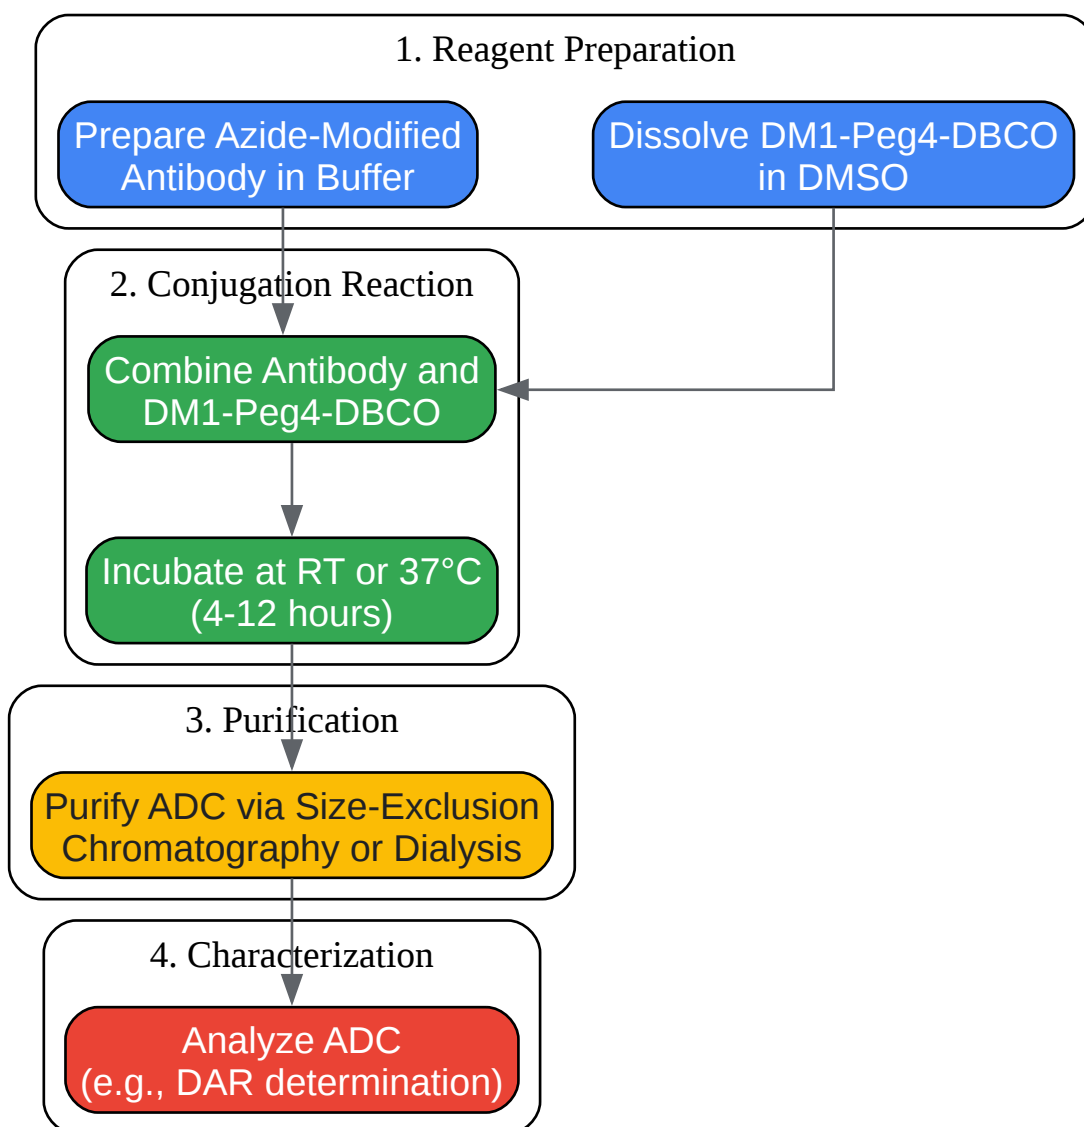 1. Reagent Preparation
Prepare Azide-Modified
Antibody in Buffer
Dissolve DM1-Peg4-DBCO
in DMSO
2. Conjugation Reaction
Combine Antibody and
DM1-Peg4-DBCO
Incubate at RT or 37°C
(4-12 hours)
3. Purification
Purify ADC via Size-Exclusion
Chromatography or Dialysis
4. Characterization
Analyze ADC
(e.g., DAR determination)